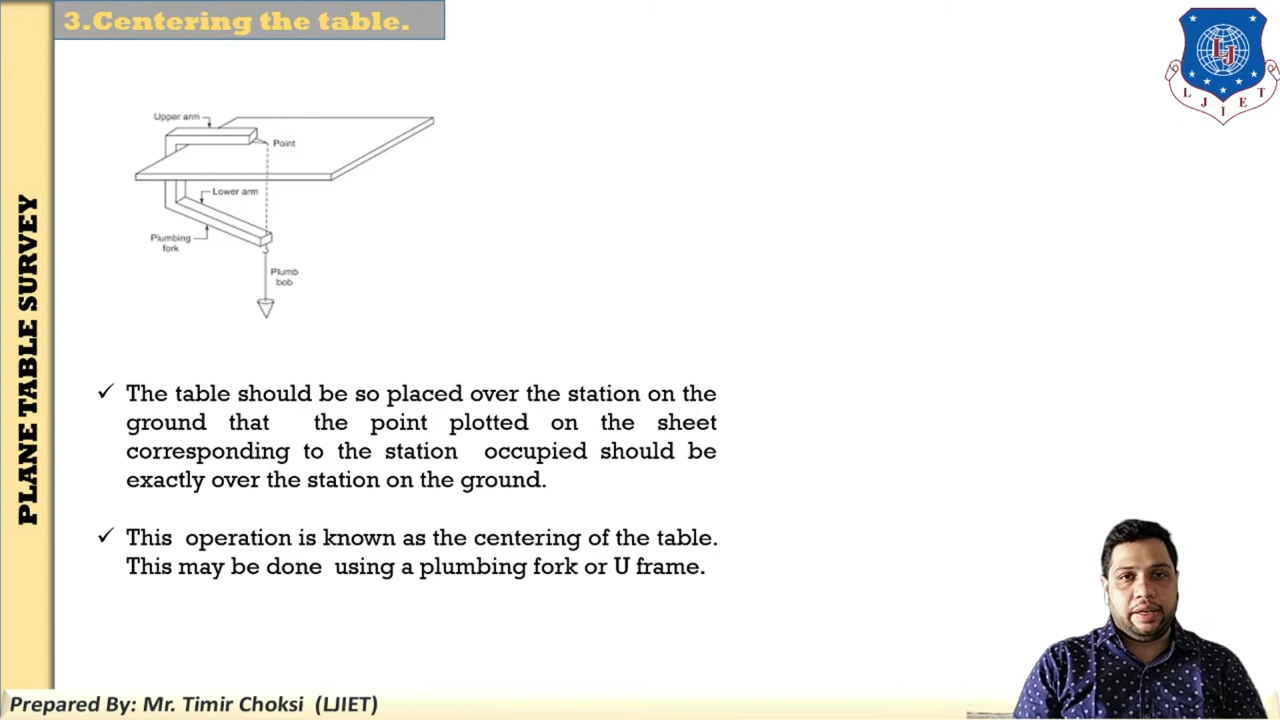 3.Centering the table.
LJIET
PLANE TABLE SURVEY
Upper arm
Point
Lower arm
Plumbing
fork
Plumb
bob
✓ The table should be so placed over the station on the
ground that the point plotted on the sheet
corresponding to the station occupied should be
exactly over the station on the ground.
✓ This operation is known as the centering of the table.
This may be done using a plumbing fork or U frame.
Prepared By: Mr. Timir Choksi (LJIET)